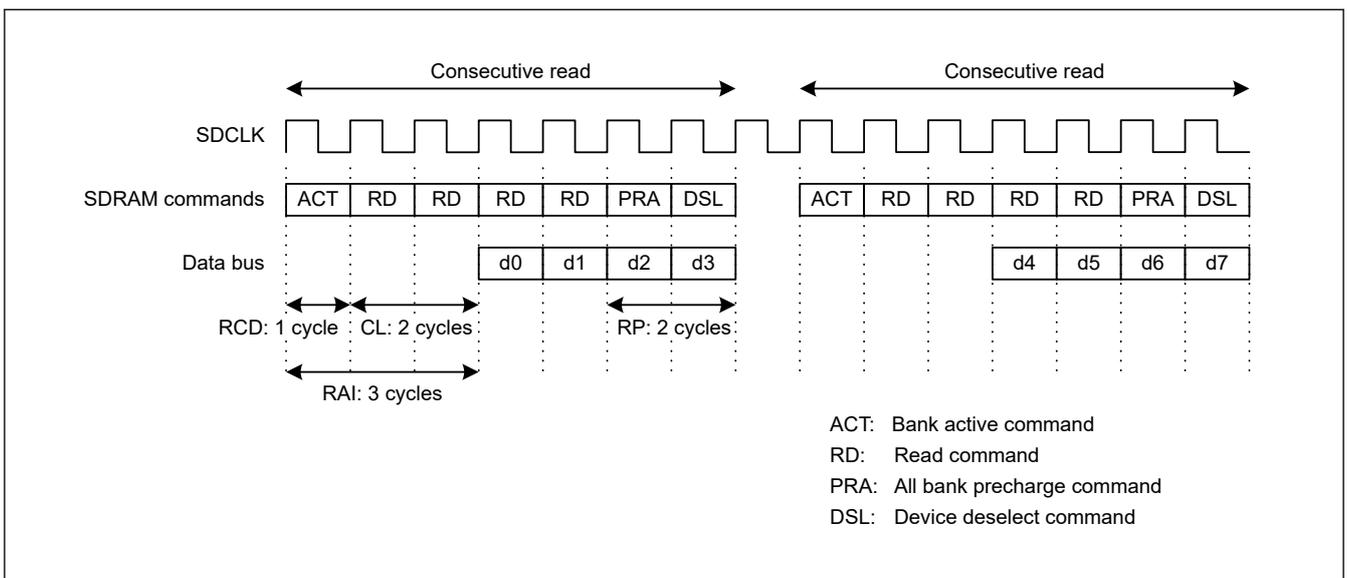 Consecutive read Consecutive read
SDCLK
SDRAM commands ACT RD RD RD RD PRA DSL ACT RD RD RD RD PRA DSL
Data bus d0 d1 d2 d3 d4 d5 d6 d7
RCD: 1 cycle CL: 2 cycles RP: 2 cycles
RAI: 3 cycles
ACT: Bank active command
RD: Read command
PRA: All bank precharge command
DSL: Device deselect command